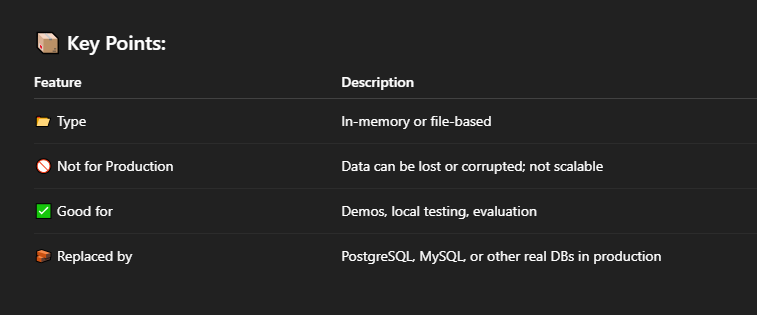 📦 Key Points:
Feature Description
📂 Type In-memory or file-based
🚫 Not for Production Data can be lost or corrupted; not scalable
✅ Good for Demos, local testing, evaluation
🧱 Replaced by PostgreSQL, MySQL, or other real DBs in production